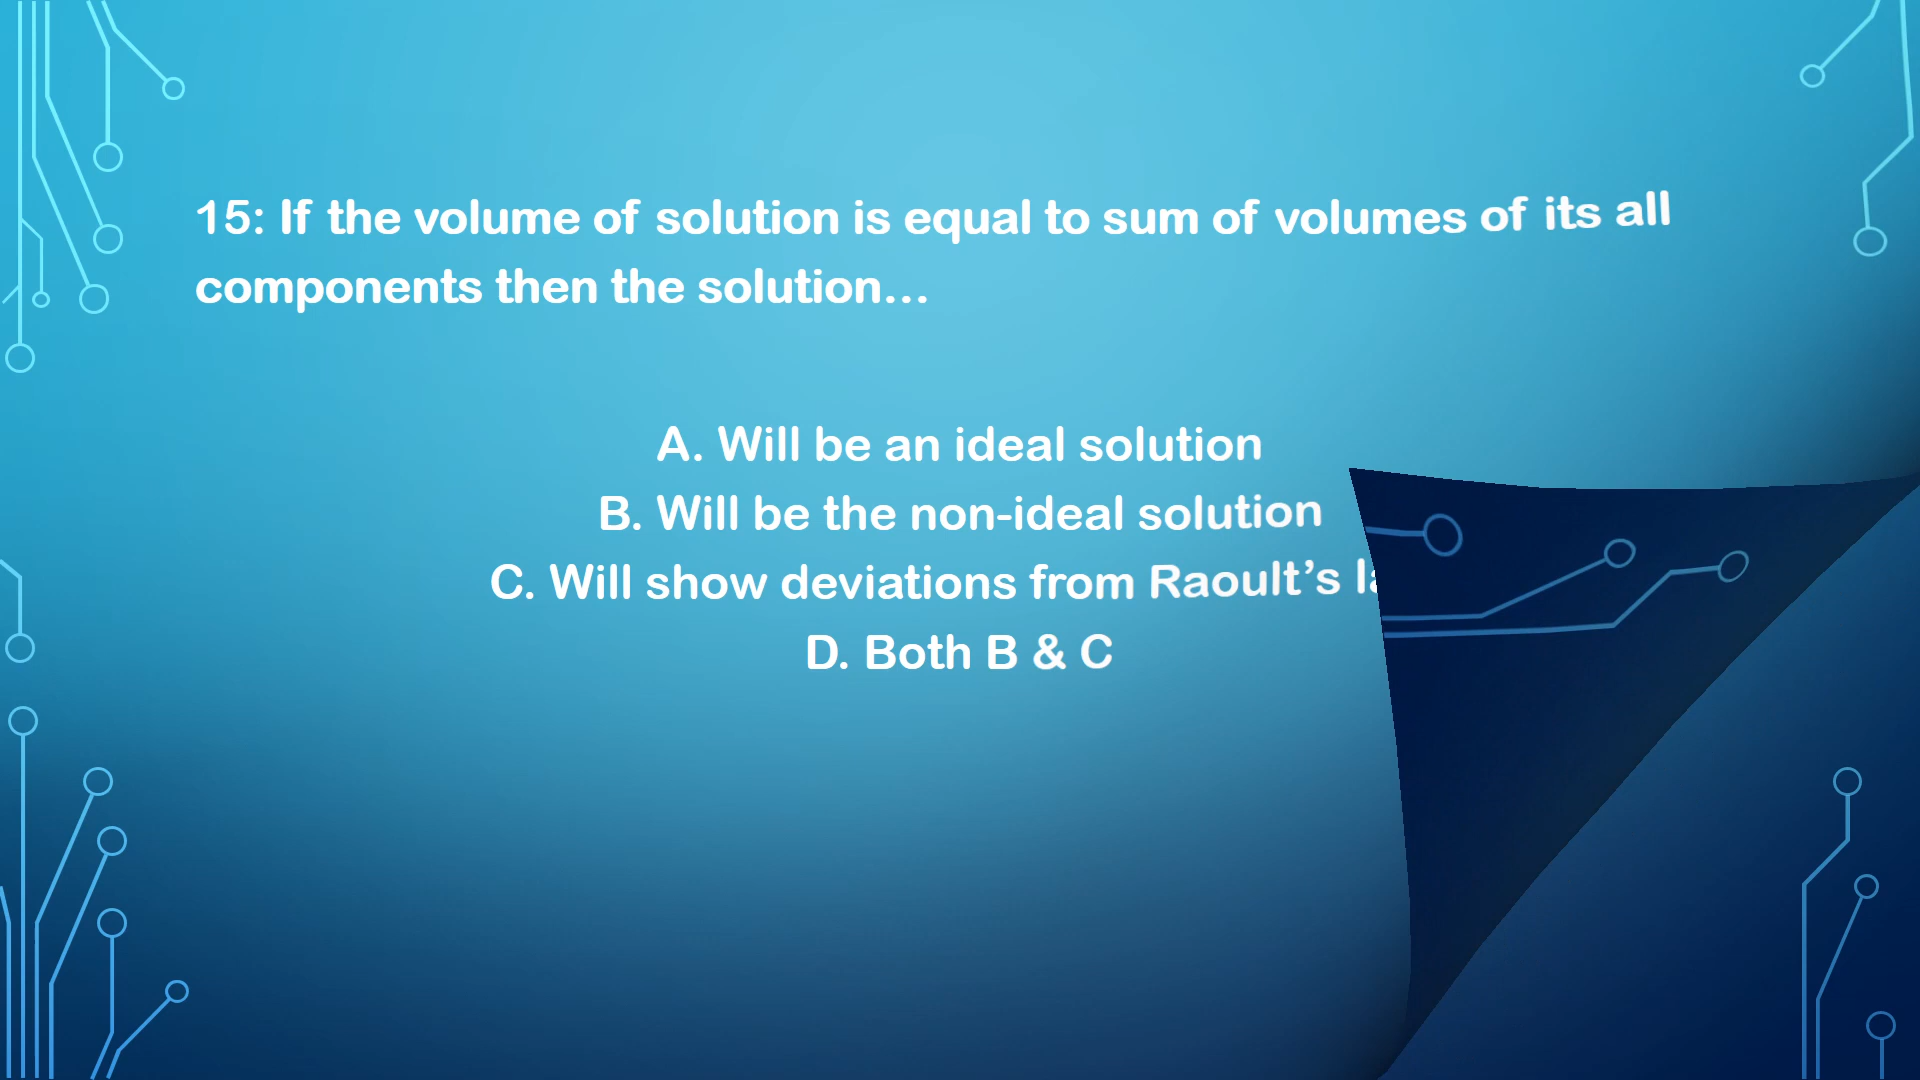 15: If the volume of solution is equal to sum of volumes of its all
components then the solution...
A. Will be an ideal solution
B. Will be the non-ideal solution
C. Will show deviations from Raoult's
D. Both B & C